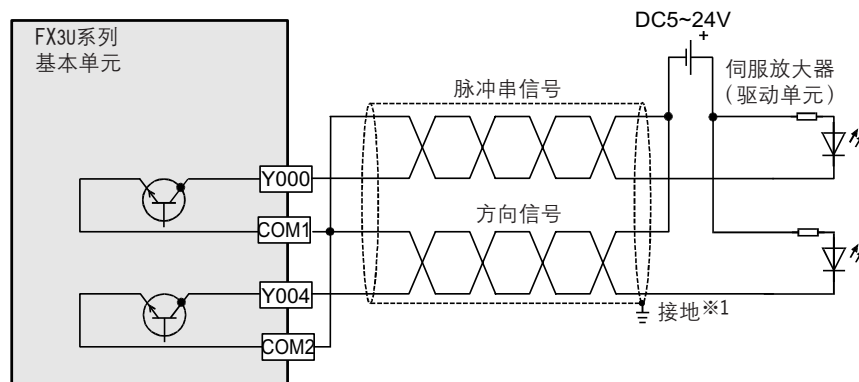 DC5~24V
+
FX3U系列
基本单元
伺服放大器
（驱动单元）
脉冲串信号
Y000
COM1
方向信号
Y004
接地※1
COM2